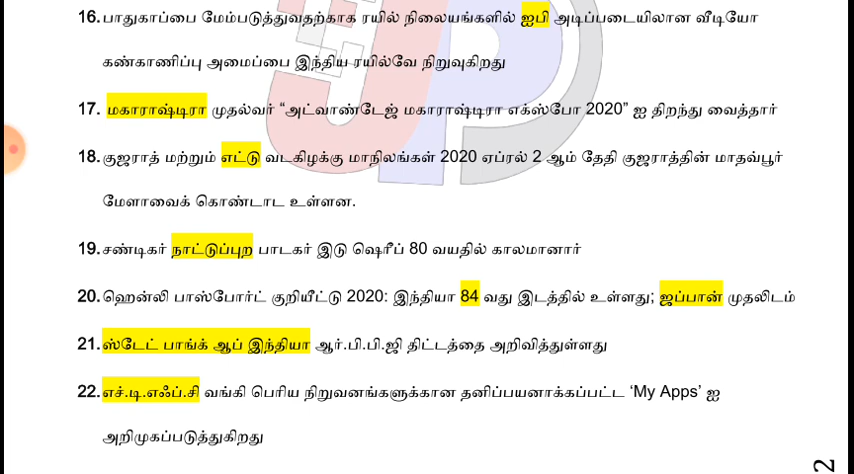 16. பாதுகாப்பை மேம்படுத்துவதற்காக ரயில் நிலையங்களில் ஐபி அடிப்படையிலான வீடியோ
கண்காணிப்பு அமைப்பை இந்திய ரயில்வே நிறுவுகிறது
17. மகாராஷ்டிரா முதல்வர் “அட்வாண்டேஜ் மகாராஷ்டிரா எக்ஸ்போ 2020” ஐ திறந்து வைத்தார்
18. குஜராத் மற்றும் எட்டு வடகிழக்கு மாநிலங்கள் 2020 ஏப்ரல் 2 ஆம் தேதி குஜராத்தின் மாதவ்பூர்
மேளாவைக் கொண்டாட உள்ளன.
19. சண்டிகர் நாட்டுப்புற பாடகர் இடு ஷெரீப் 80 வயதில் காலமானார்
20. ஹென்லி பாஸ்போர்ட் குறியீட்டு 2020: இந்தியா 84 வது இடத்தில் உள்ளது; ஜப்பான் முதலிடம்
21. ஸ்டேட் பாங்க் ஆப் இந்தியா ஆர்.பி.பி.ஜி திட்டத்தை அறிவித்துள்ளது
22. எச்.டி.எஃப்.சி வங்கி பெரிய நிறுவனங்களுக்கான தனிப்பயனாக்கப்பட்ட ‘My Apps’ ஐ
அறிமுகப்படுத்துகிறது
2